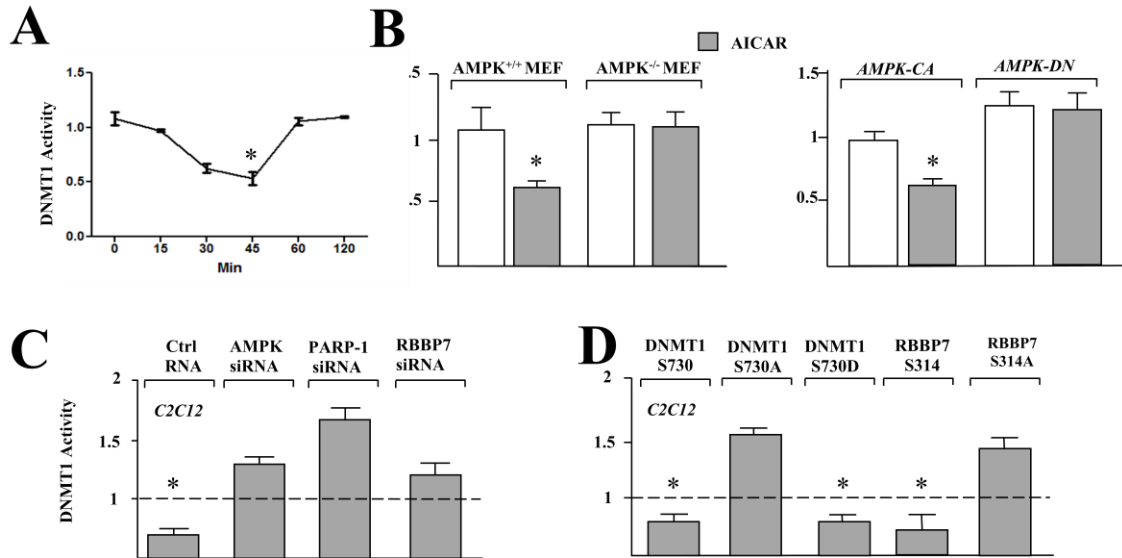 A
DNMT1 Activity
1.5
1.0
0.5
0.0
0 15 30 45 60 120
Min
*
B
AICAR
AMPK+/+ MEF AMPK-/- MEF
.5
1
.5
*
AMPK-CA AMPK-DN
1.5
1
0.5
*
C
DNMT1 Activity
Ctrl
RNA
AMPK
siRNA
PARP-1
siRNA
RBBP7
siRNA
2
1.5
1
C2C12
*
D
DNMT1
S730
DNMT1
S730A
DNMT1
S730D
RBBP7
S314
RBBP7
S314A
2
1.5
1
C2C12
* * *